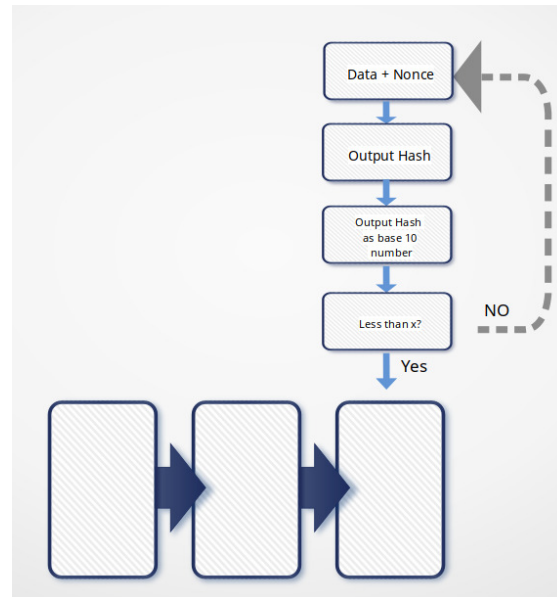 Data + Nonce
Output Hash
Output Hash
as base 10
number
Less than x?
NO
Yes